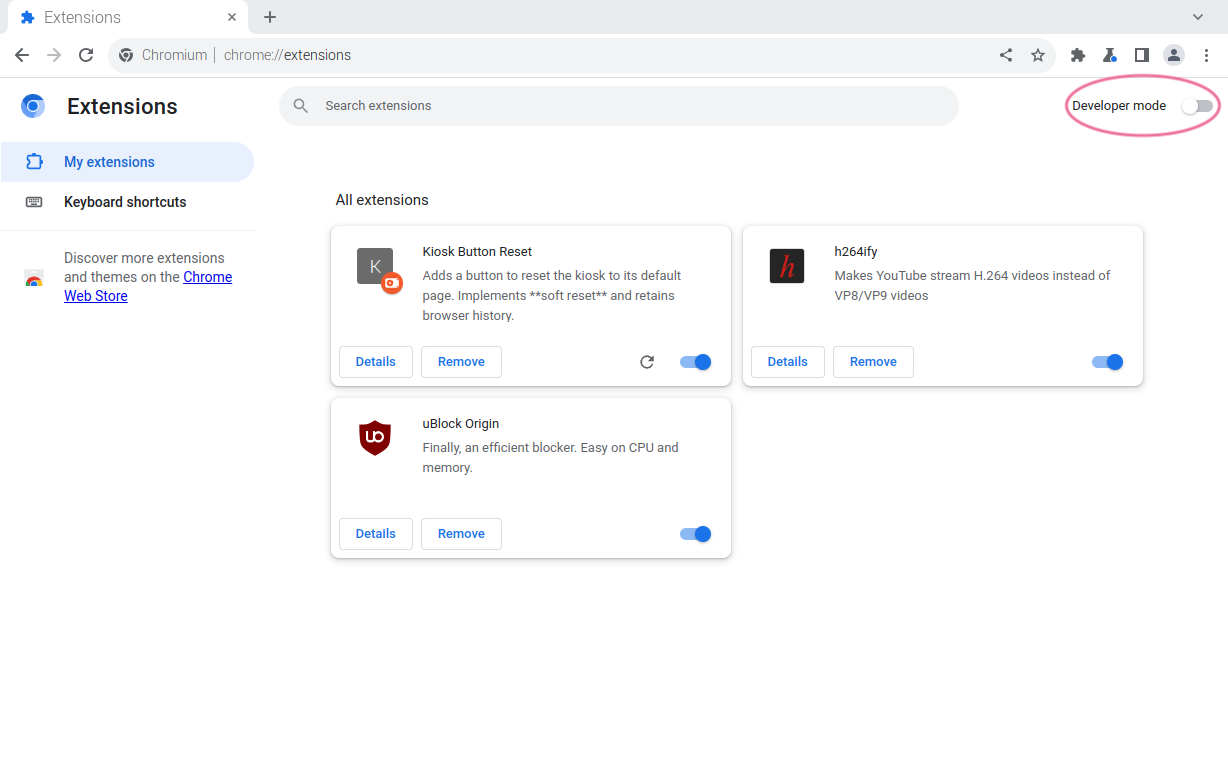 Extensions
Chromium | chrome://extensions
Extensions
Search extensions
Developer mode
My extensions
Keyboard shortcuts
Discover more extensions
and themes on the Chrome
Web Store
All extensions
K
Kiosk Button Reset
Adds a button to reset the kiosk to its default
page. Implements **soft reset** and retains
browser history.
Details
Remove
h
h264ify
Makes YouTube stream H.264 videos instead of
VP8/VP9 videos
Details
Remove
uBlock Origin
Finally, an efficient blocker. Easy on CPU and
memory.
Details
Remove